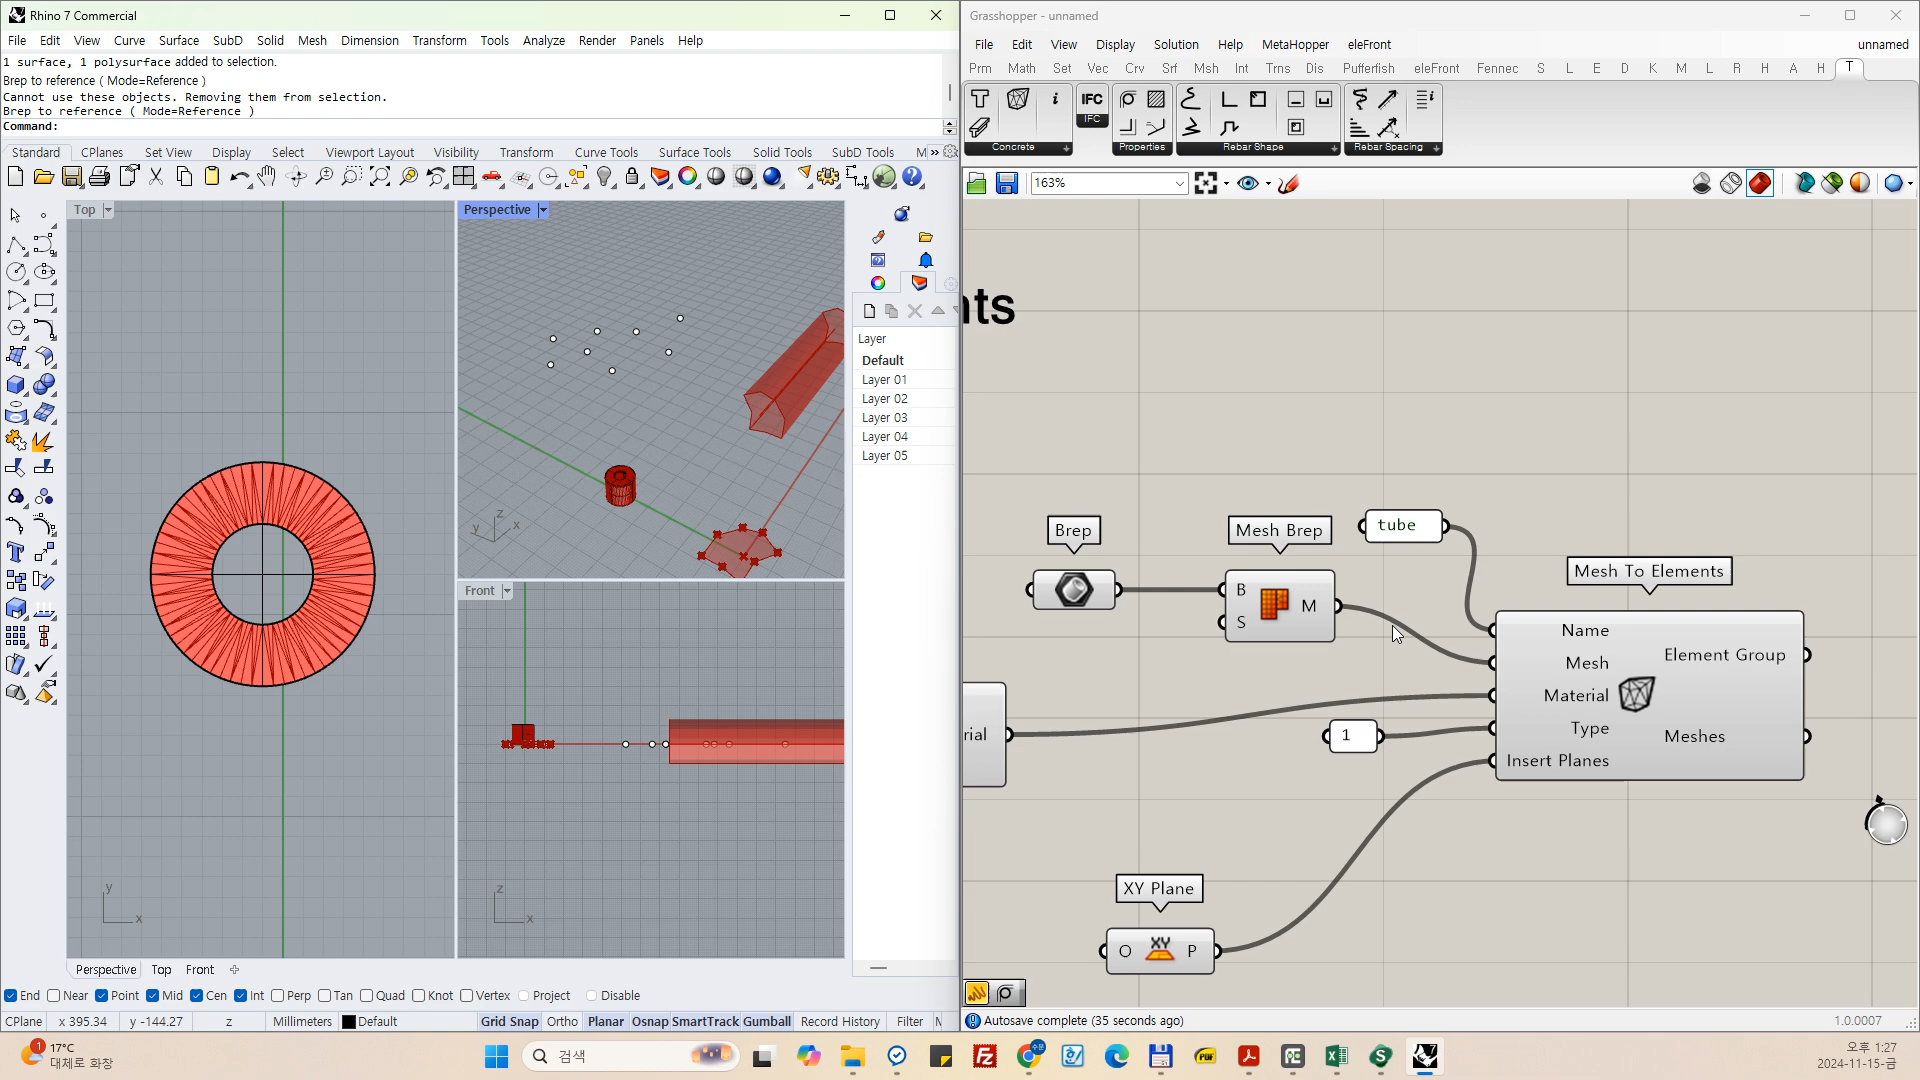 Rhino 7 Commercial
File Edit View Curve Surface SubD Solid Mesh Dimension Transform Tools Analyze Render Panels Help
1 surface, 1 polysurface added to selection.
Brep to reference ( Mode=Reference )
Cannot use these objects. Removing them from selection.
Brep to reference ( Mode=Reference )
Command:
Standard CPlanes Set View Display Select Viewport Layout Visibility Transform Curve Tools Surface Tools Solid Tools SubD Tools M »
Top
Perspective
Front
y
x
z
y
x
z
x
Layer
Default
Layer 01
Layer 02
Layer 03
Layer 04
Layer 05
Perspective Top Front
End Near Point Mid Cen Int Perp Tan Quad Knot Vertex Project Disable
CPlane x 395.34 y -144.27 z Millimeters Default Grid Snap Ortho Planar Osnap SmartTrack Gumball Record History Filter
Grasshopper - unnamed
File Edit View Display Solution Help MetaHopper eleFront unnamed
Prm Math Set Vec Crv Srf Msh Int Trns Dis Pufferfish eleFront Fennec S L E D K M L R H A H T
IFC
IFC
Concrete Properties Rebar Shape Rebar Spacing
163%
nts
Brep
Mesh Brep
tube
Mesh To Elements
B
S
M
Name
Mesh
Material
Type
Insert Planes
Element Group
Meshes
rial
1
XY Plane
O XY P
Autosave complete (35 seconds ago) 1.0.0007
1
17°C
대체로 화창
검색
수문
PDF
오후 1:27
2024-11-15-금